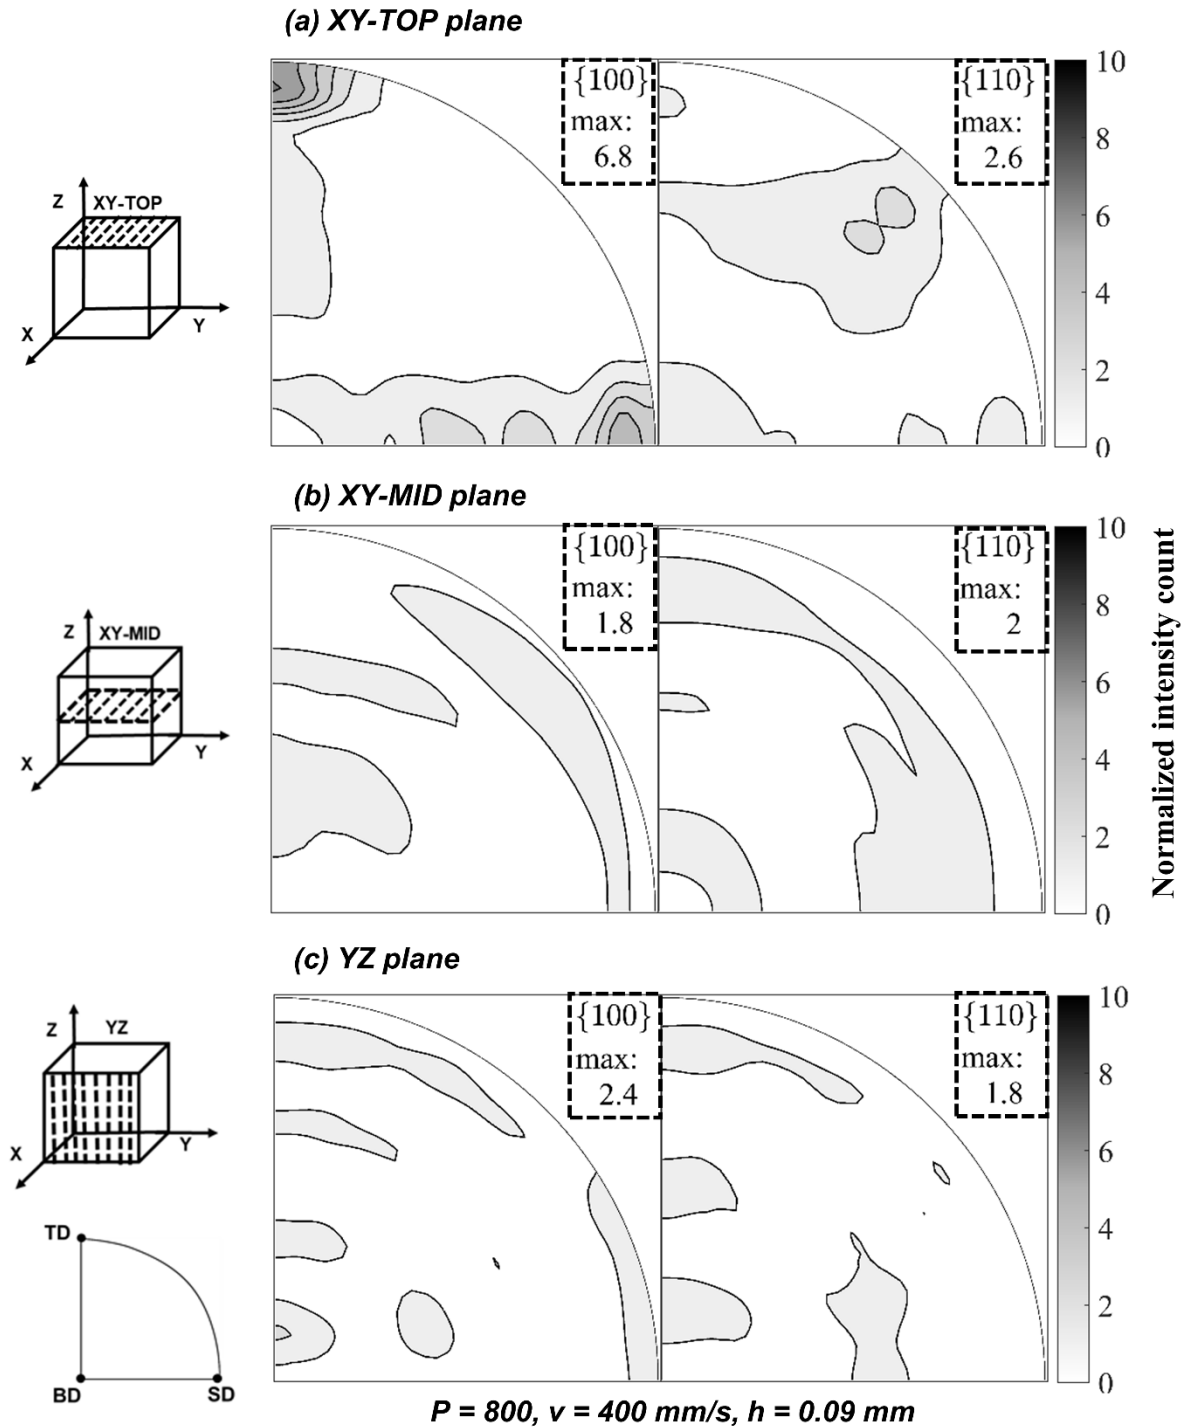 (a) XY-TOP plane
{100}
max:
6.8
{110}
max:
2.6
10
8
6
4
2
0
Z
XY-TOP
X
Y
(b) XY-MID plane
{100}
max:
1.8
{110}
max:
2
10
8
6
4
2
0
Normalized intensity count
Z
XY-MID
X
Y
(c) YZ plane
{100}
max:
2.4
{110}
max:
1.8
10
8
6
4
2
0
Z
YZ
X
Y
TD
BD
SD
P = 800, v = 400 mm/s, h = 0.09 mm